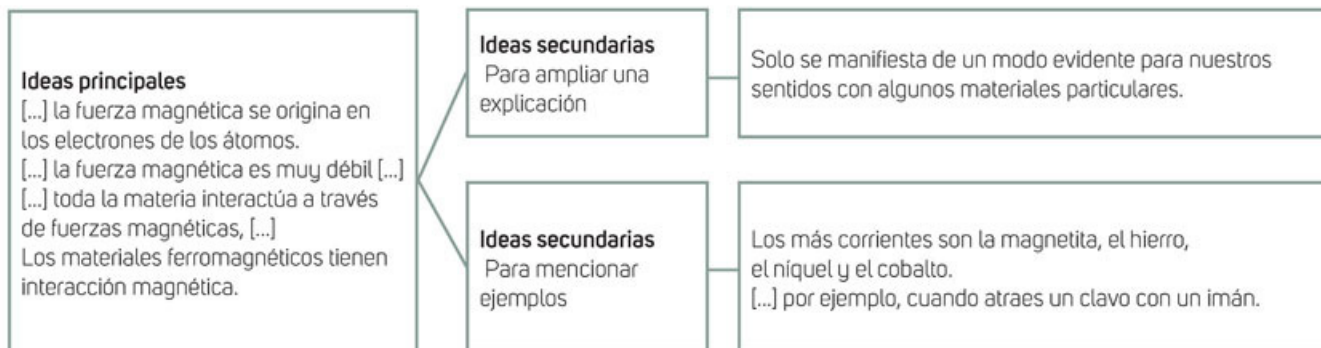 Ideas principales
[...] la fuerza magnética se origina en
los electrones de los átomos.
[...] la fuerza magnética es muy débil [...]
[...] toda la materia interactúa a través
de fuerzas magnéticas, [...]
Los materiales ferromagnéticos tienen
interacción magnética.
Ideas secundarias
Para ampliar una
explicación
Solo se manifiesta de un modo evidente para nuestros
sentidos con algunos materiales particulares.
Ideas secundarias
Para mencionar
ejemplos
Los más corrientes son la magnetita, el hierro,
el níquel y el cobalto.
[...] por ejemplo, cuando atraes un clavo con un imán.